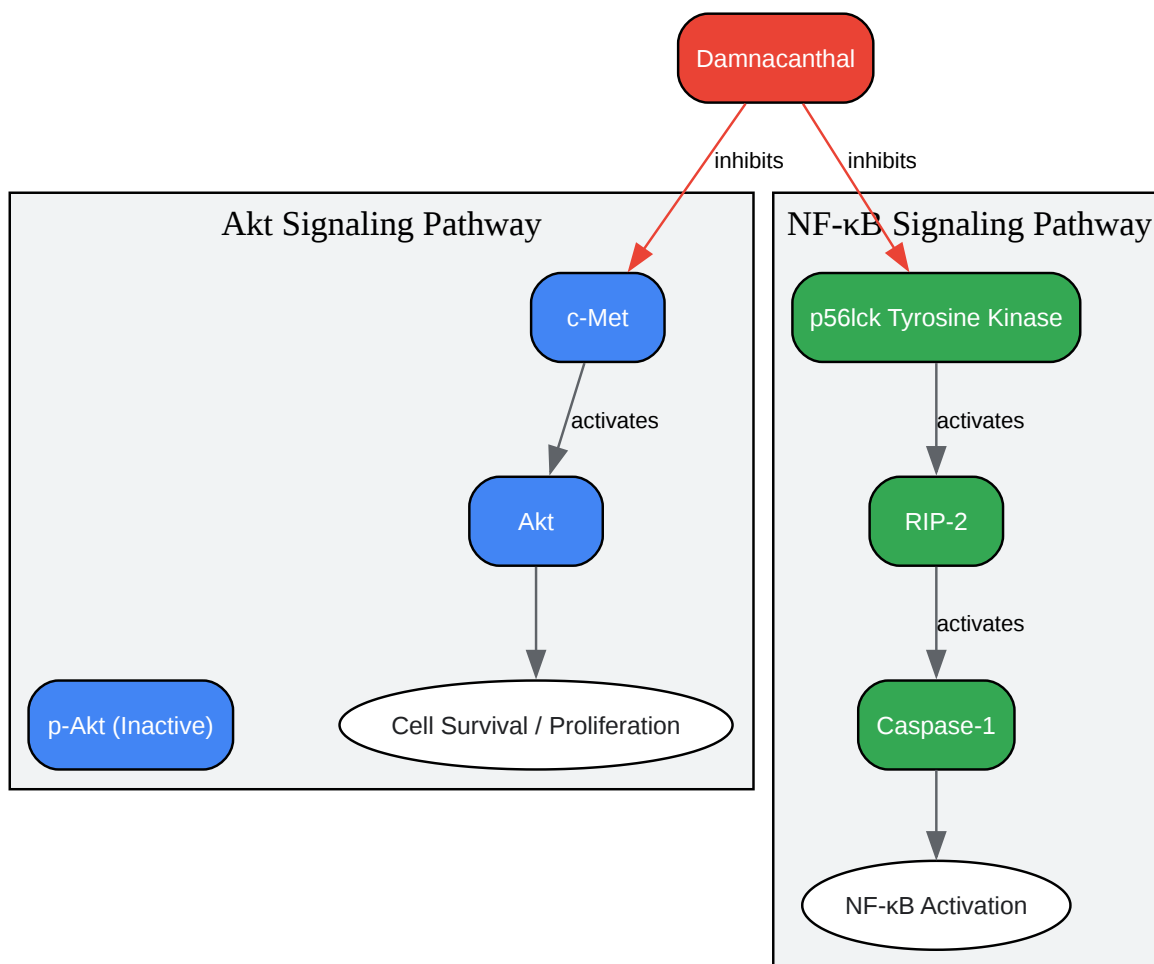 Damnacanthal
inhibits
inhibits
Akt Signaling Pathway
NF-κB Signaling Pathway
c-Met
p56lck Tyrosine Kinase
activates
activates
Akt
RIP-2
activates
p-Akt (Inactive)
Cell Survival / Proliferation
Caspase-1
NF-κB Activation